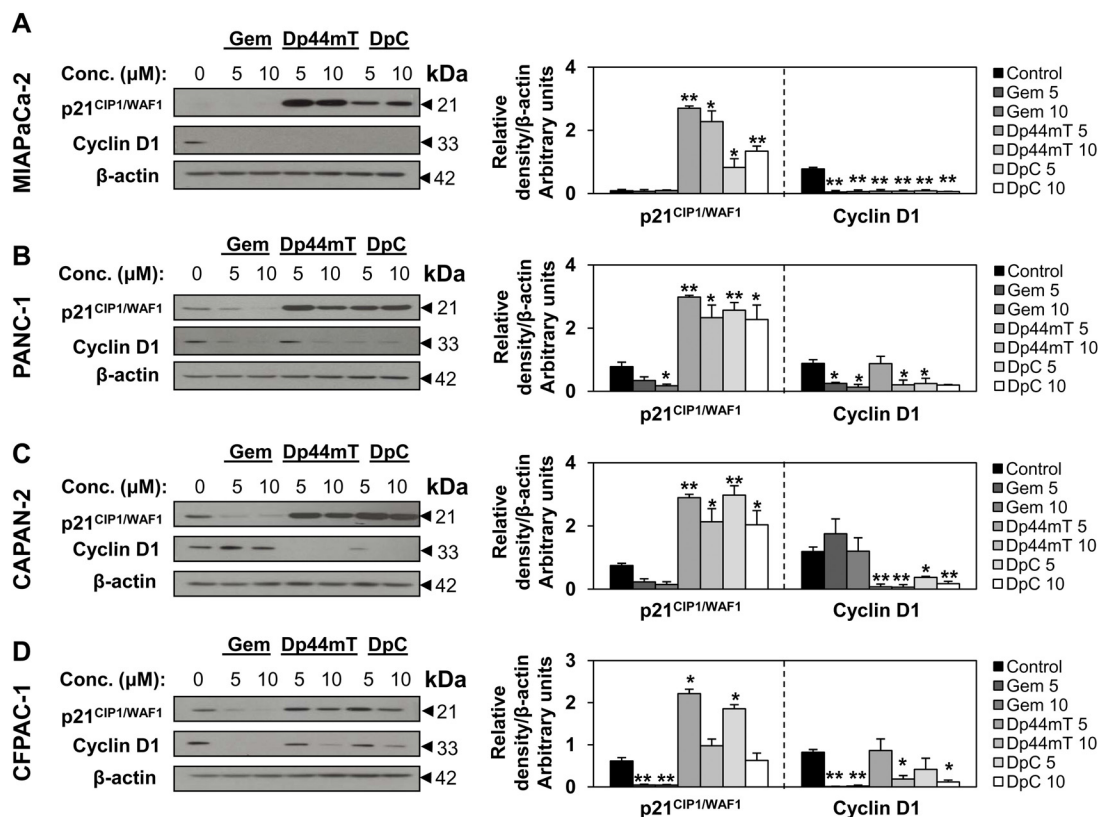 A
MIAPaCa-2
Gem Dp44mT DpC
Conc. (μM): 0 5 10 5 10 5 10 kDa
p21CIP1/WAF1 21
Cyclin D1 33
β-actin 42
Relative
density/β-actin
Arbitrary units
4
2
0
** * * **
** ** ** ** ** **
p21CIP1/WAF1 Cyclin D1
Control
Gem 5
Gem 10
Dp44mT 5
Dp44mT 10
DpC 5
DpC 10
B
PANC-1
Gem Dp44mT DpC
Conc. (μM): 0 5 10 5 10 5 10 kDa
p21CIP1/WAF1 21
Cyclin D1 33
β-actin 42
Relative
density/β-actin
Arbitrary units
4
2
0
* ** * ** *
* * * *
p21CIP1/WAF1 Cyclin D1
Control
Gem 5
Gem 10
Dp44mT 5
Dp44mT 10
DpC 5
DpC 10
C
CAPAN-2
Gem Dp44mT DpC
Conc. (μM): 0 5 10 5 10 5 10 kDa
p21CIP1/WAF1 21
Cyclin D1 33
β-actin 42
Relative
density/β-actin
Arbitrary units
4
2
0
** * ** *
** ** * **
p21CIP1/WAF1 Cyclin D1
Control
Gem 5
Gem 10
Dp44mT 5
Dp44mT 10
DpC 5
DpC 10
D
CFPAC-1
Gem Dp44mT DpC
Conc. (μM): 0 5 10 5 10 5 10 kDa
p21CIP1/WAF1 21
Cyclin D1 33
β-actin 42
Relative
density/β-actin
Arbitrary units
3
2
1
0
** ** * *
** ** * *
p21CIP1/WAF1 Cyclin D1
Control
Gem 5
Gem 10
Dp44mT 5
Dp44mT 10
DpC 5
DpC 10